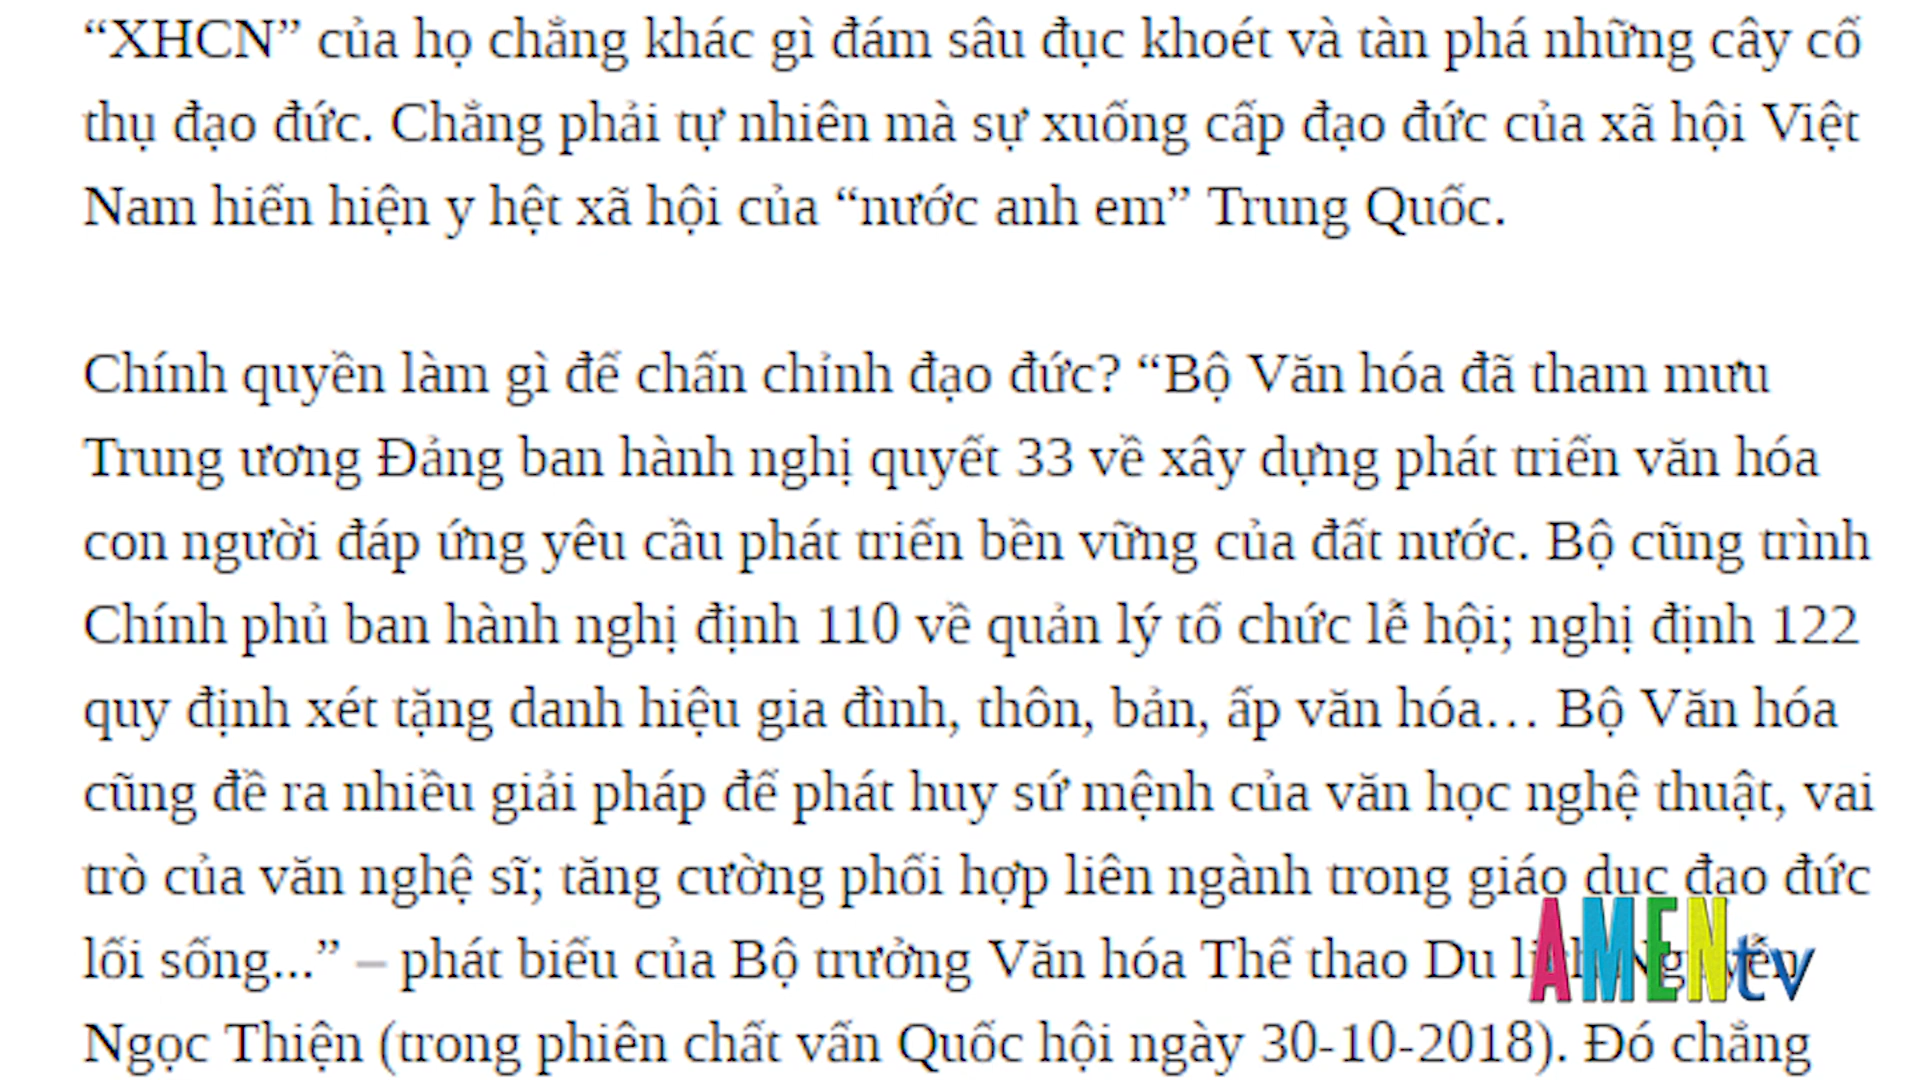 “XHCN” của họ chẳng khác gì đám sâu đục khoét và tàn phá những cây cổ
thụ đạo đức. Chẳng phải tự nhiên mà sự xuống cấp đạo đức của xã hội Việt
Nam hiển hiện y hệt xã hội của “nước anh em” Trung Quốc.
Chính quyền làm gì để chấn chỉnh đạo đức? “Bộ Văn hóa đã tham mưu
Trung ương Đảng ban hành nghị quyết 33 về xây dựng phát triển văn hóa
con người đáp ứng yêu cầu phát triển bền vững của đất nước. Bộ cũng trình
Chính phủ ban hành nghị định 110 về quản lý tổ chức lễ hội; nghị định 122
quy định xét tặng danh hiệu gia đình, thôn, bản, ấp văn hóa… Bộ Văn hóa
cũng đề ra nhiều giải pháp để phát huy sứ mệnh của văn học nghệ thuật, vai
trò của văn nghệ sĩ; tăng cường phối hợp liên ngành trong giáo dục đạo đức
lối sống...” – phát biểu của Bộ trưởng Văn hóa Thể thao Du lịch Nguyễn
Ngọc Thiện (trong phiên chất vấn Quốc hội ngày 30-10-2018). Đó chẳng
AMENtv